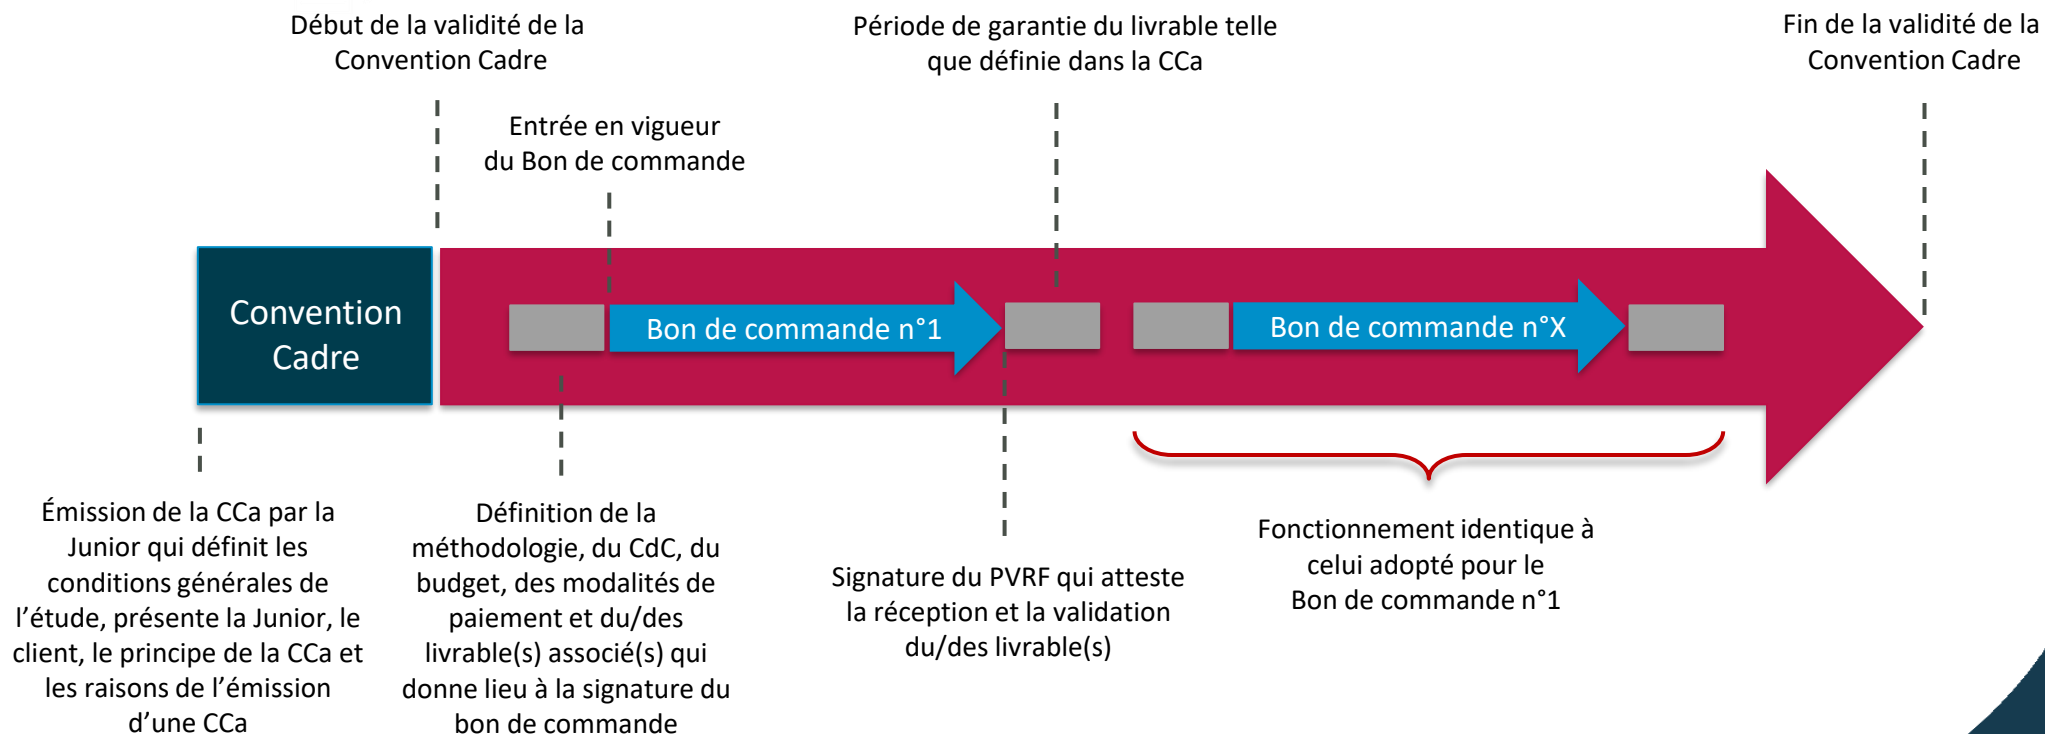 Début de la validité de la
Convention Cadre
Période de garantie du livrable telle
que définie dans la CCa
Fin de la validité de la
Convention Cadre
Entrée en vigueur
du Bon de commande
Convention
Cadre
Bon de commande n°1
Bon de commande n°X
Émission de la CCa par la
Junior qui définit les
conditions générales de
l’étude, présente la Junior, le
client, le principe de la CCa et
les raisons de l’émission
d’une CCa
Définition de la
méthodologie, du CdC, du
budget, des modalités de
paiement et du/des
livrable(s) associé(s) qui
donne lieu à la signature du
bon de commande
Signature du PVRF qui atteste
la réception et la validation
du/des livrable(s)
Fonctionnement identique à
celui adopté pour le
Bon de commande n°1